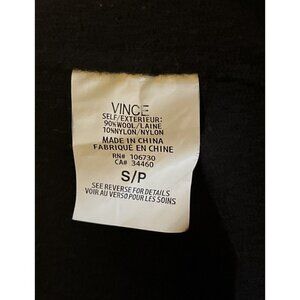 VINCE
SELF/EXTERIEUR:
90%WOOL/LAINE
10%NYLON/NYLON
MADE IN CHINA
FABRIQUÉ EN CHINE
RN# 106730
CA# 34460
S/P
SEE REVERSE FOR DETAILS
VOIR AU VERSO POUR LES SOINS